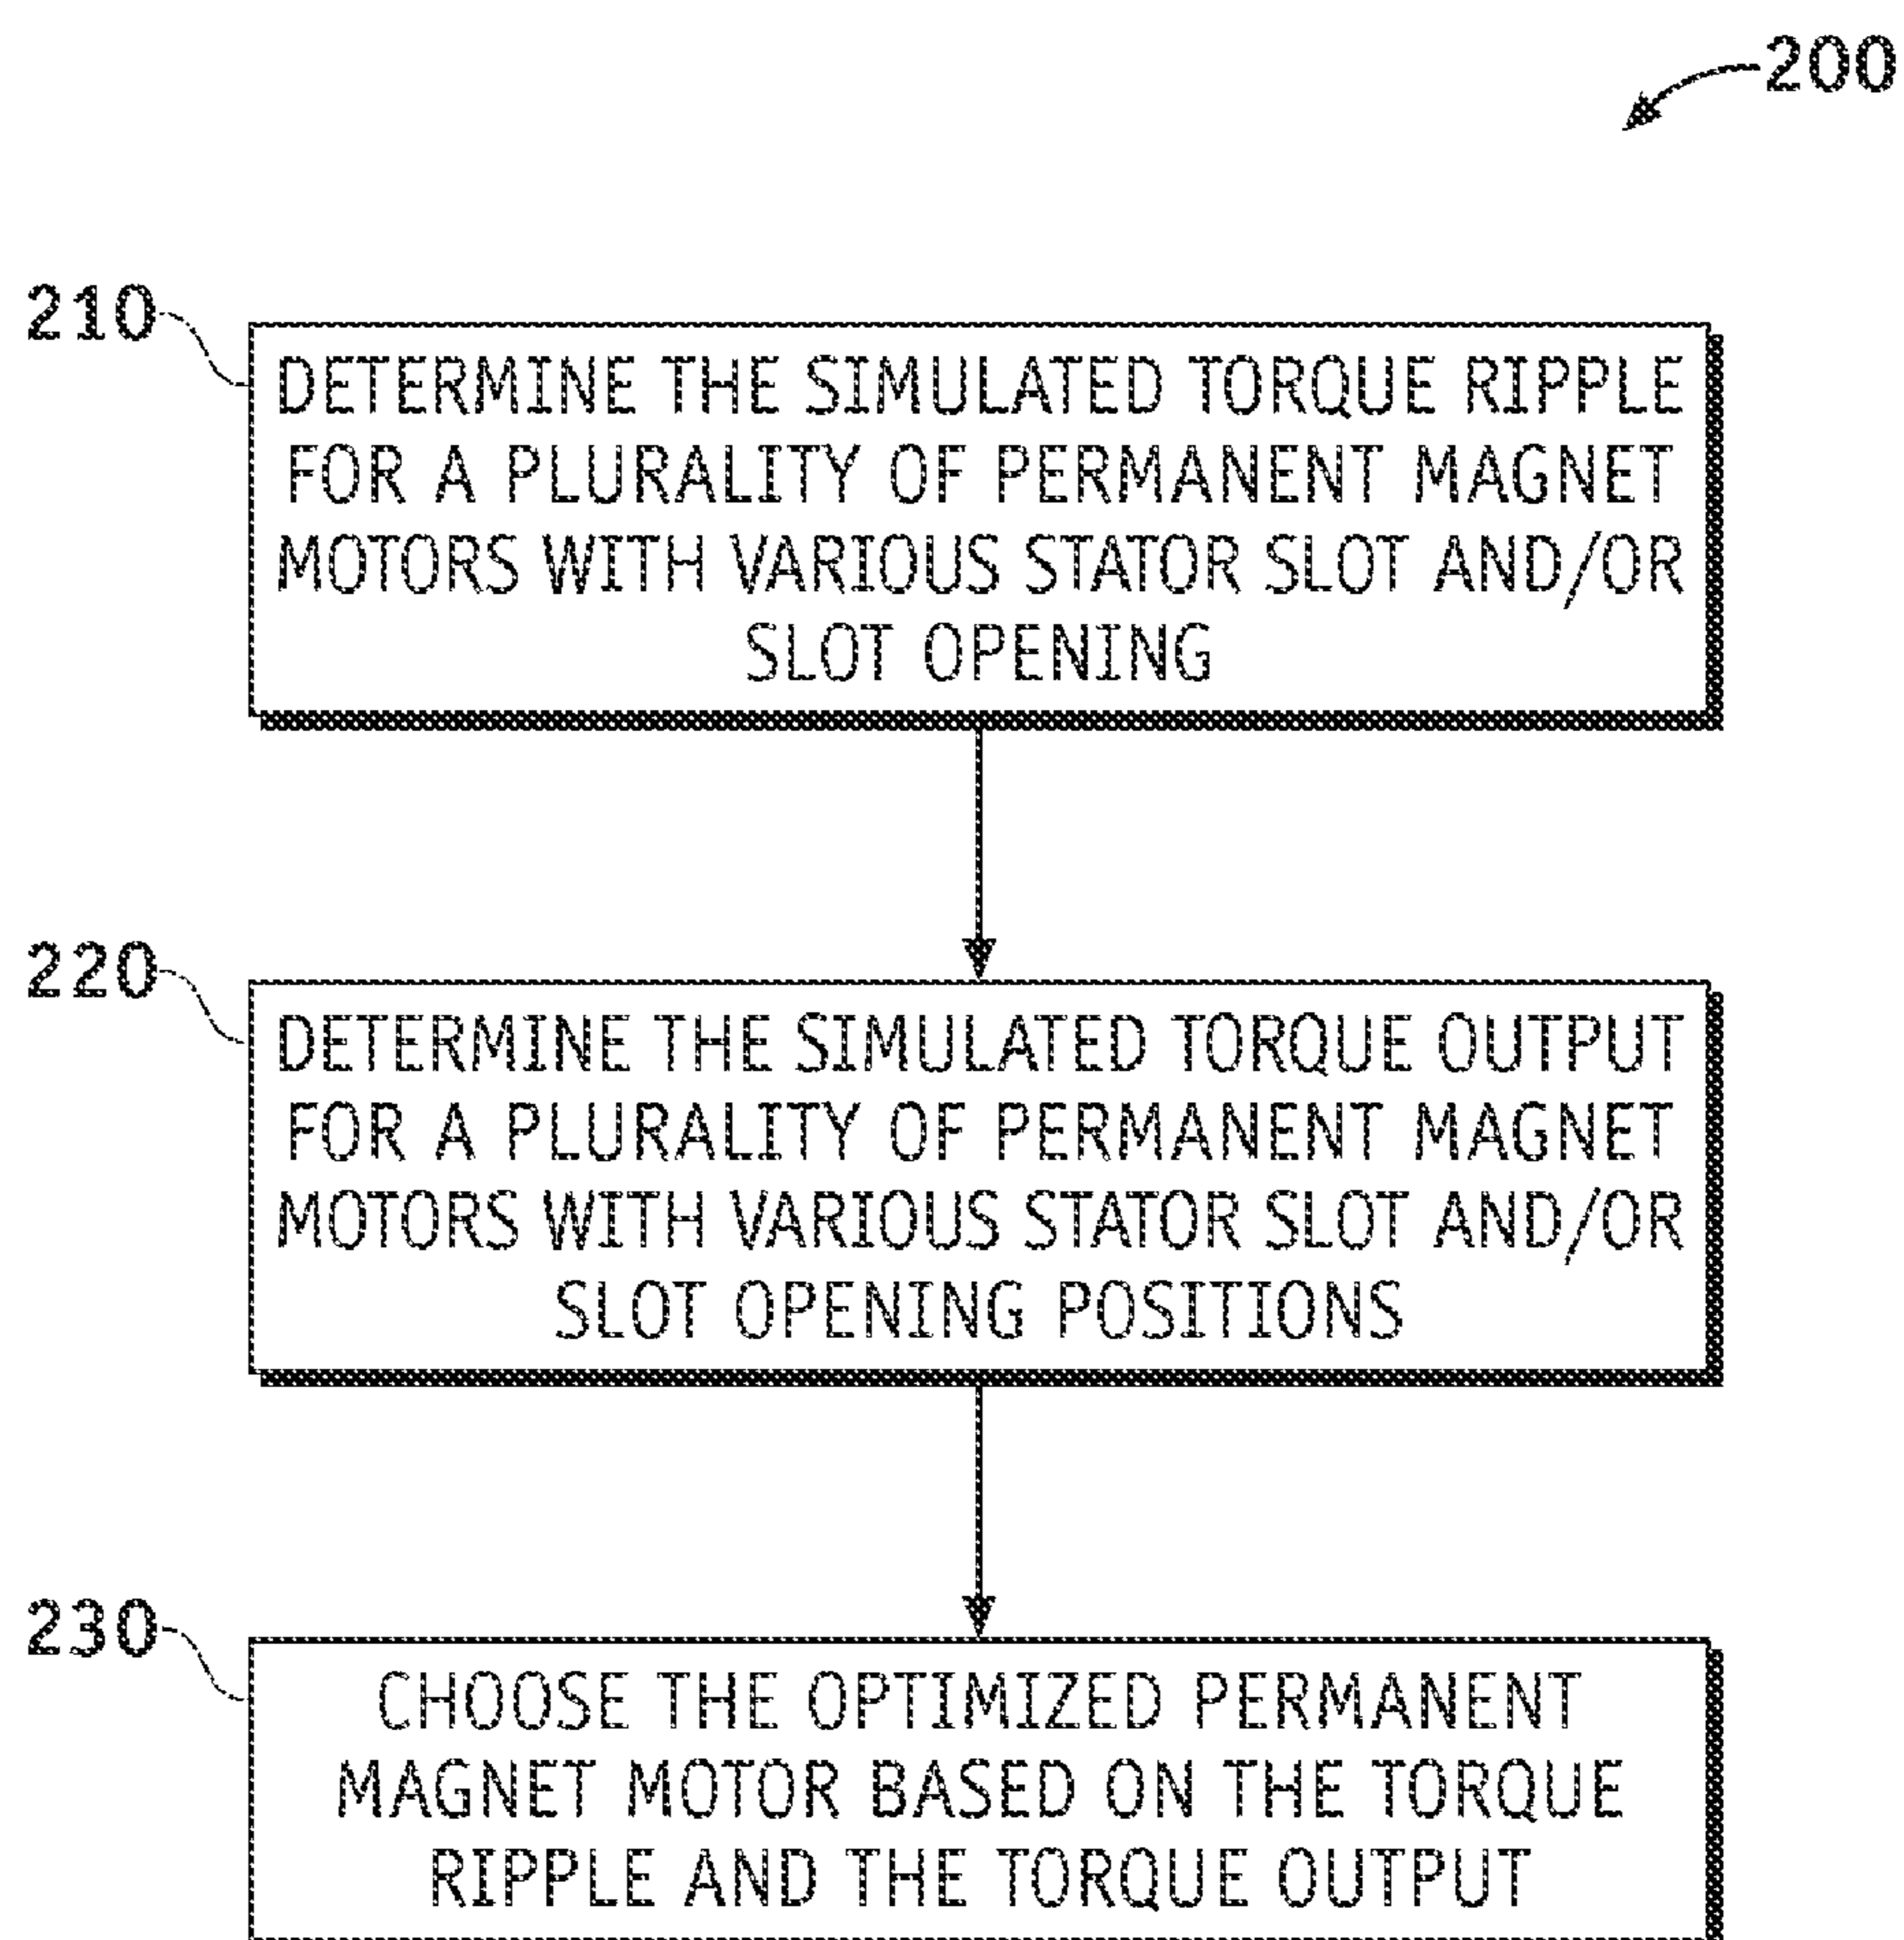 200
210
DETERMINE THE SIMULATED TORQUE RIPPLE
FOR A PLURALITY OF PERMANENT MAGNET
MOTORS WITH VARIOUS STATOR SLOT AND/OR
SLOT OPENING
220
DETERMINE THE SIMULATED TORQUE OUTPUT
FOR A PLURALITY OF PERMANENT MAGNET
MOTORS WITH VARIOUS STATOR SLOT AND/OR
SLOT OPENING POSITIONS
230
CHOOSE THE OPTIMIZED PERMANENT
MAGNET MOTOR BASED ON THE TORQUE
RIPPLE AND THE TORQUE OUTPUT